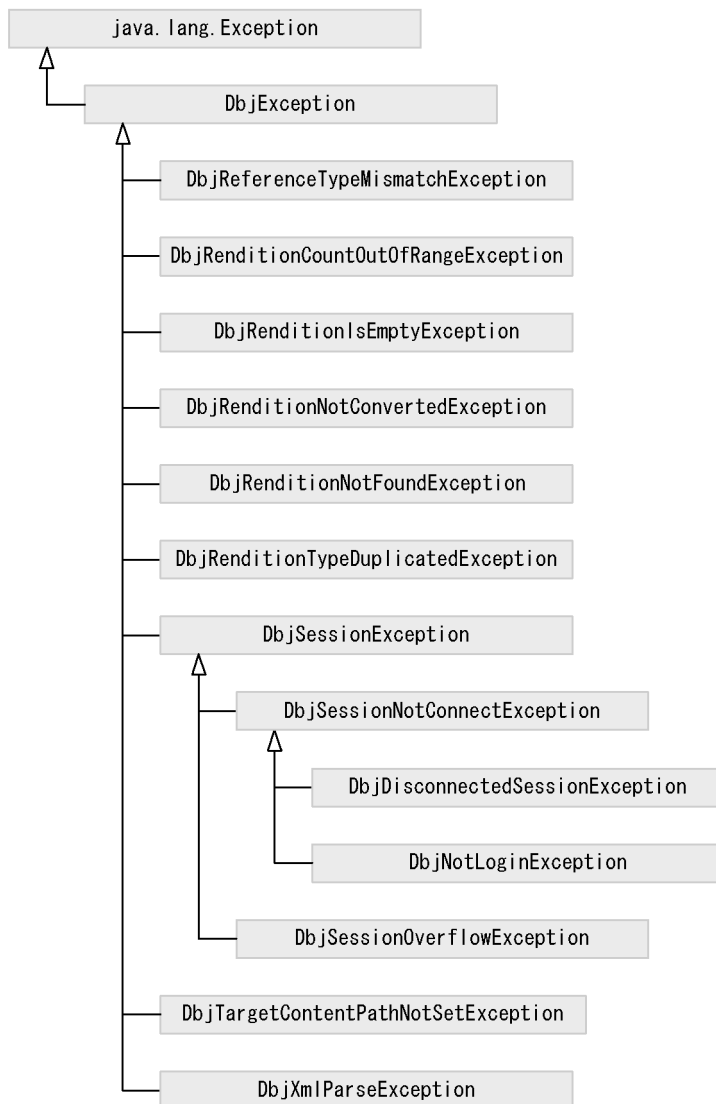 java.lang.Exception
DbjException
DbjReferenceTypeMismatchException
DbjRenditionCountOutOfRangeException
DbjRenditionIsEmptyException
DbjRenditionNotConvertedException
DbjRenditionNotFoundException
DbjRenditionTypeDuplicatedException
DbjSessionException
DbjSessionNotConnectException
DbjDisconnectedSessionException
DbjNotLoginException
DbjSessionOverflowException
DbjTargetContentPathNotSetException
DbjXmlParseException